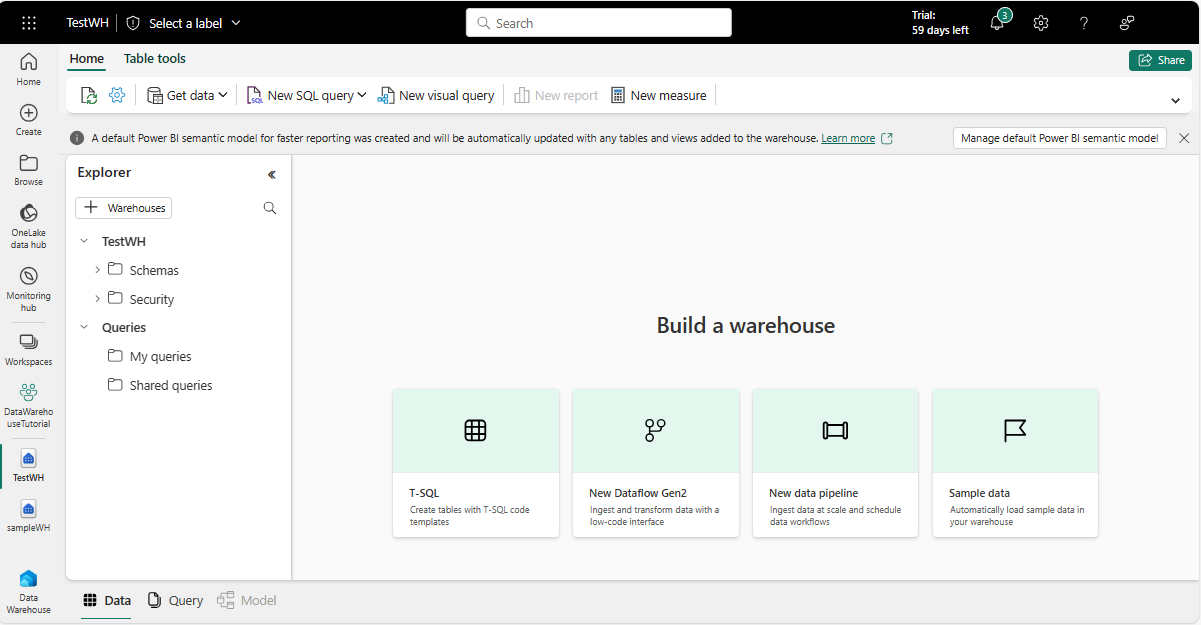 TestWH
Select a label
Search
Trial:
59 days left
3
?
Home
Table tools
Share
Get data
SQL
New SQL query
New visual query
New report
New measure
A default Power BI semantic model for faster reporting was created and will be automatically updated with any tables and views added to the warehouse. Learn more
Manage default Power BI semantic model
Home
Create
Browse
OneLake
data hub
Monitoring
hub
Workspaces
DataWareho
useTutorial
TestWH
sampleWH
Data
Warehouse
Explorer
Warehouses
TestWH
Schemas
Security
Queries
My queries
Shared queries
Build a warehouse
T-SQL
Create tables with T-SQL code
templates
New Dataflow Gen2
Ingest and transform data with a
low-code interface
New data pipeline
Ingest data at scale and schedule
data workflows
Sample data
Automatically load sample data in
your warehouse
Data
Query
Model